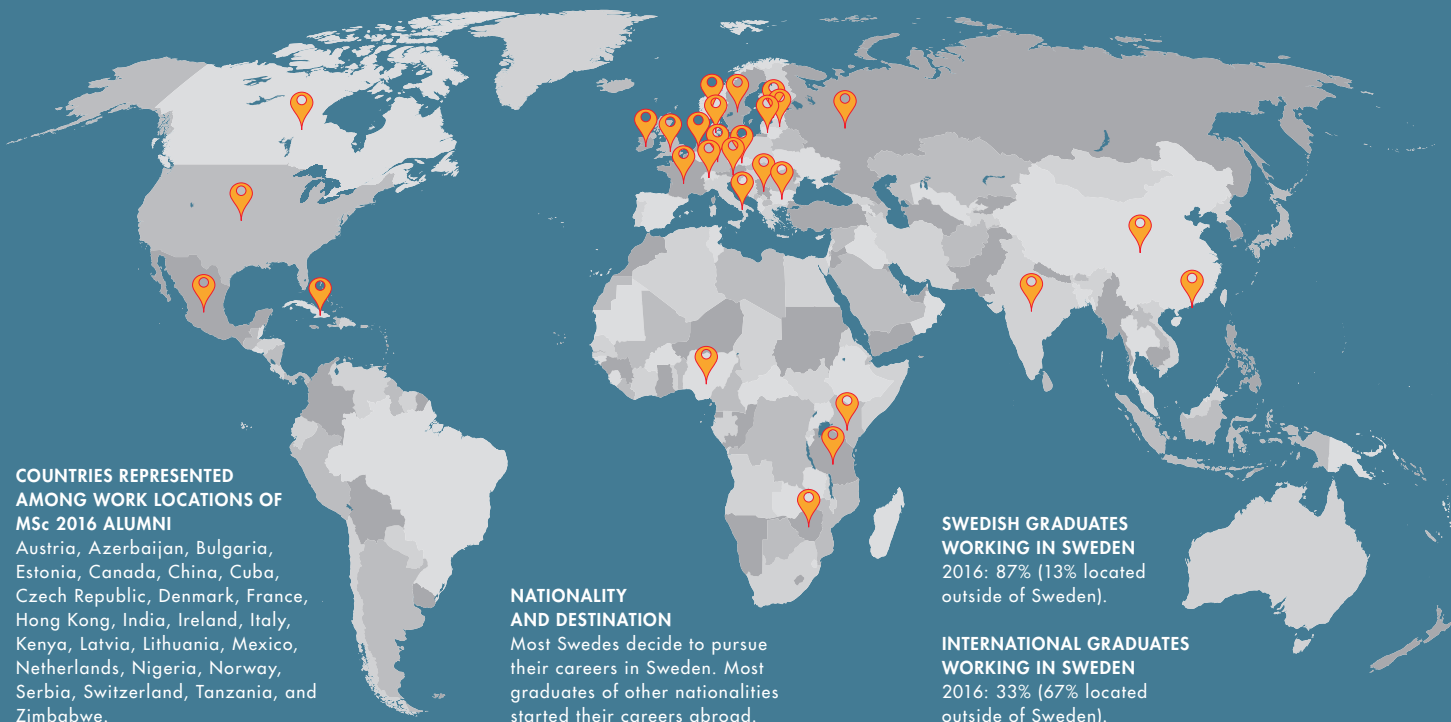 COUNTRIES REPRESENTED
AMONG WORK LOCATIONS OF
MSc 2016 ALUMNI
Austria, Azerbaijan, Bulgaria,
Estonia, Canada, China, Cuba,
Czech Republic, Denmark, France,
Hong Kong, India, Ireland, Italy,
Kenya, Latvia, Lithuania, Mexico,
Netherlands, Nigeria, Norway,
Serbia, Switzerland, Tanzania, and
Zimbabwe.
NATIONALITY
AND DESTINATION
Most Swedes decide to pursue
their careers in Sweden. Most
graduates of other nationalities
started their careers abroad.
SWEDISH GRADUATES
WORKING IN SWEDEN
2016: 87% (13% located
outside of Sweden).
INTERNATIONAL GRADUATES
WORKING IN SWEDEN
2016: 33% (67% located
outside of Sweden).